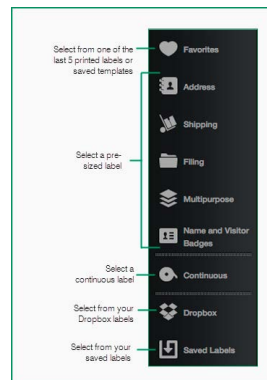 Select from one of the
last 5 printed labels or
saved templates
Favorites
Address
Shipping
Select a pre-
sized label
Filing
Multipurpose
Name and Visitor
Badges
Select a
continuous label
Continuous
Select from your
Dropbox labels
Dropbox
Select from your
saved labels
Saved Labels